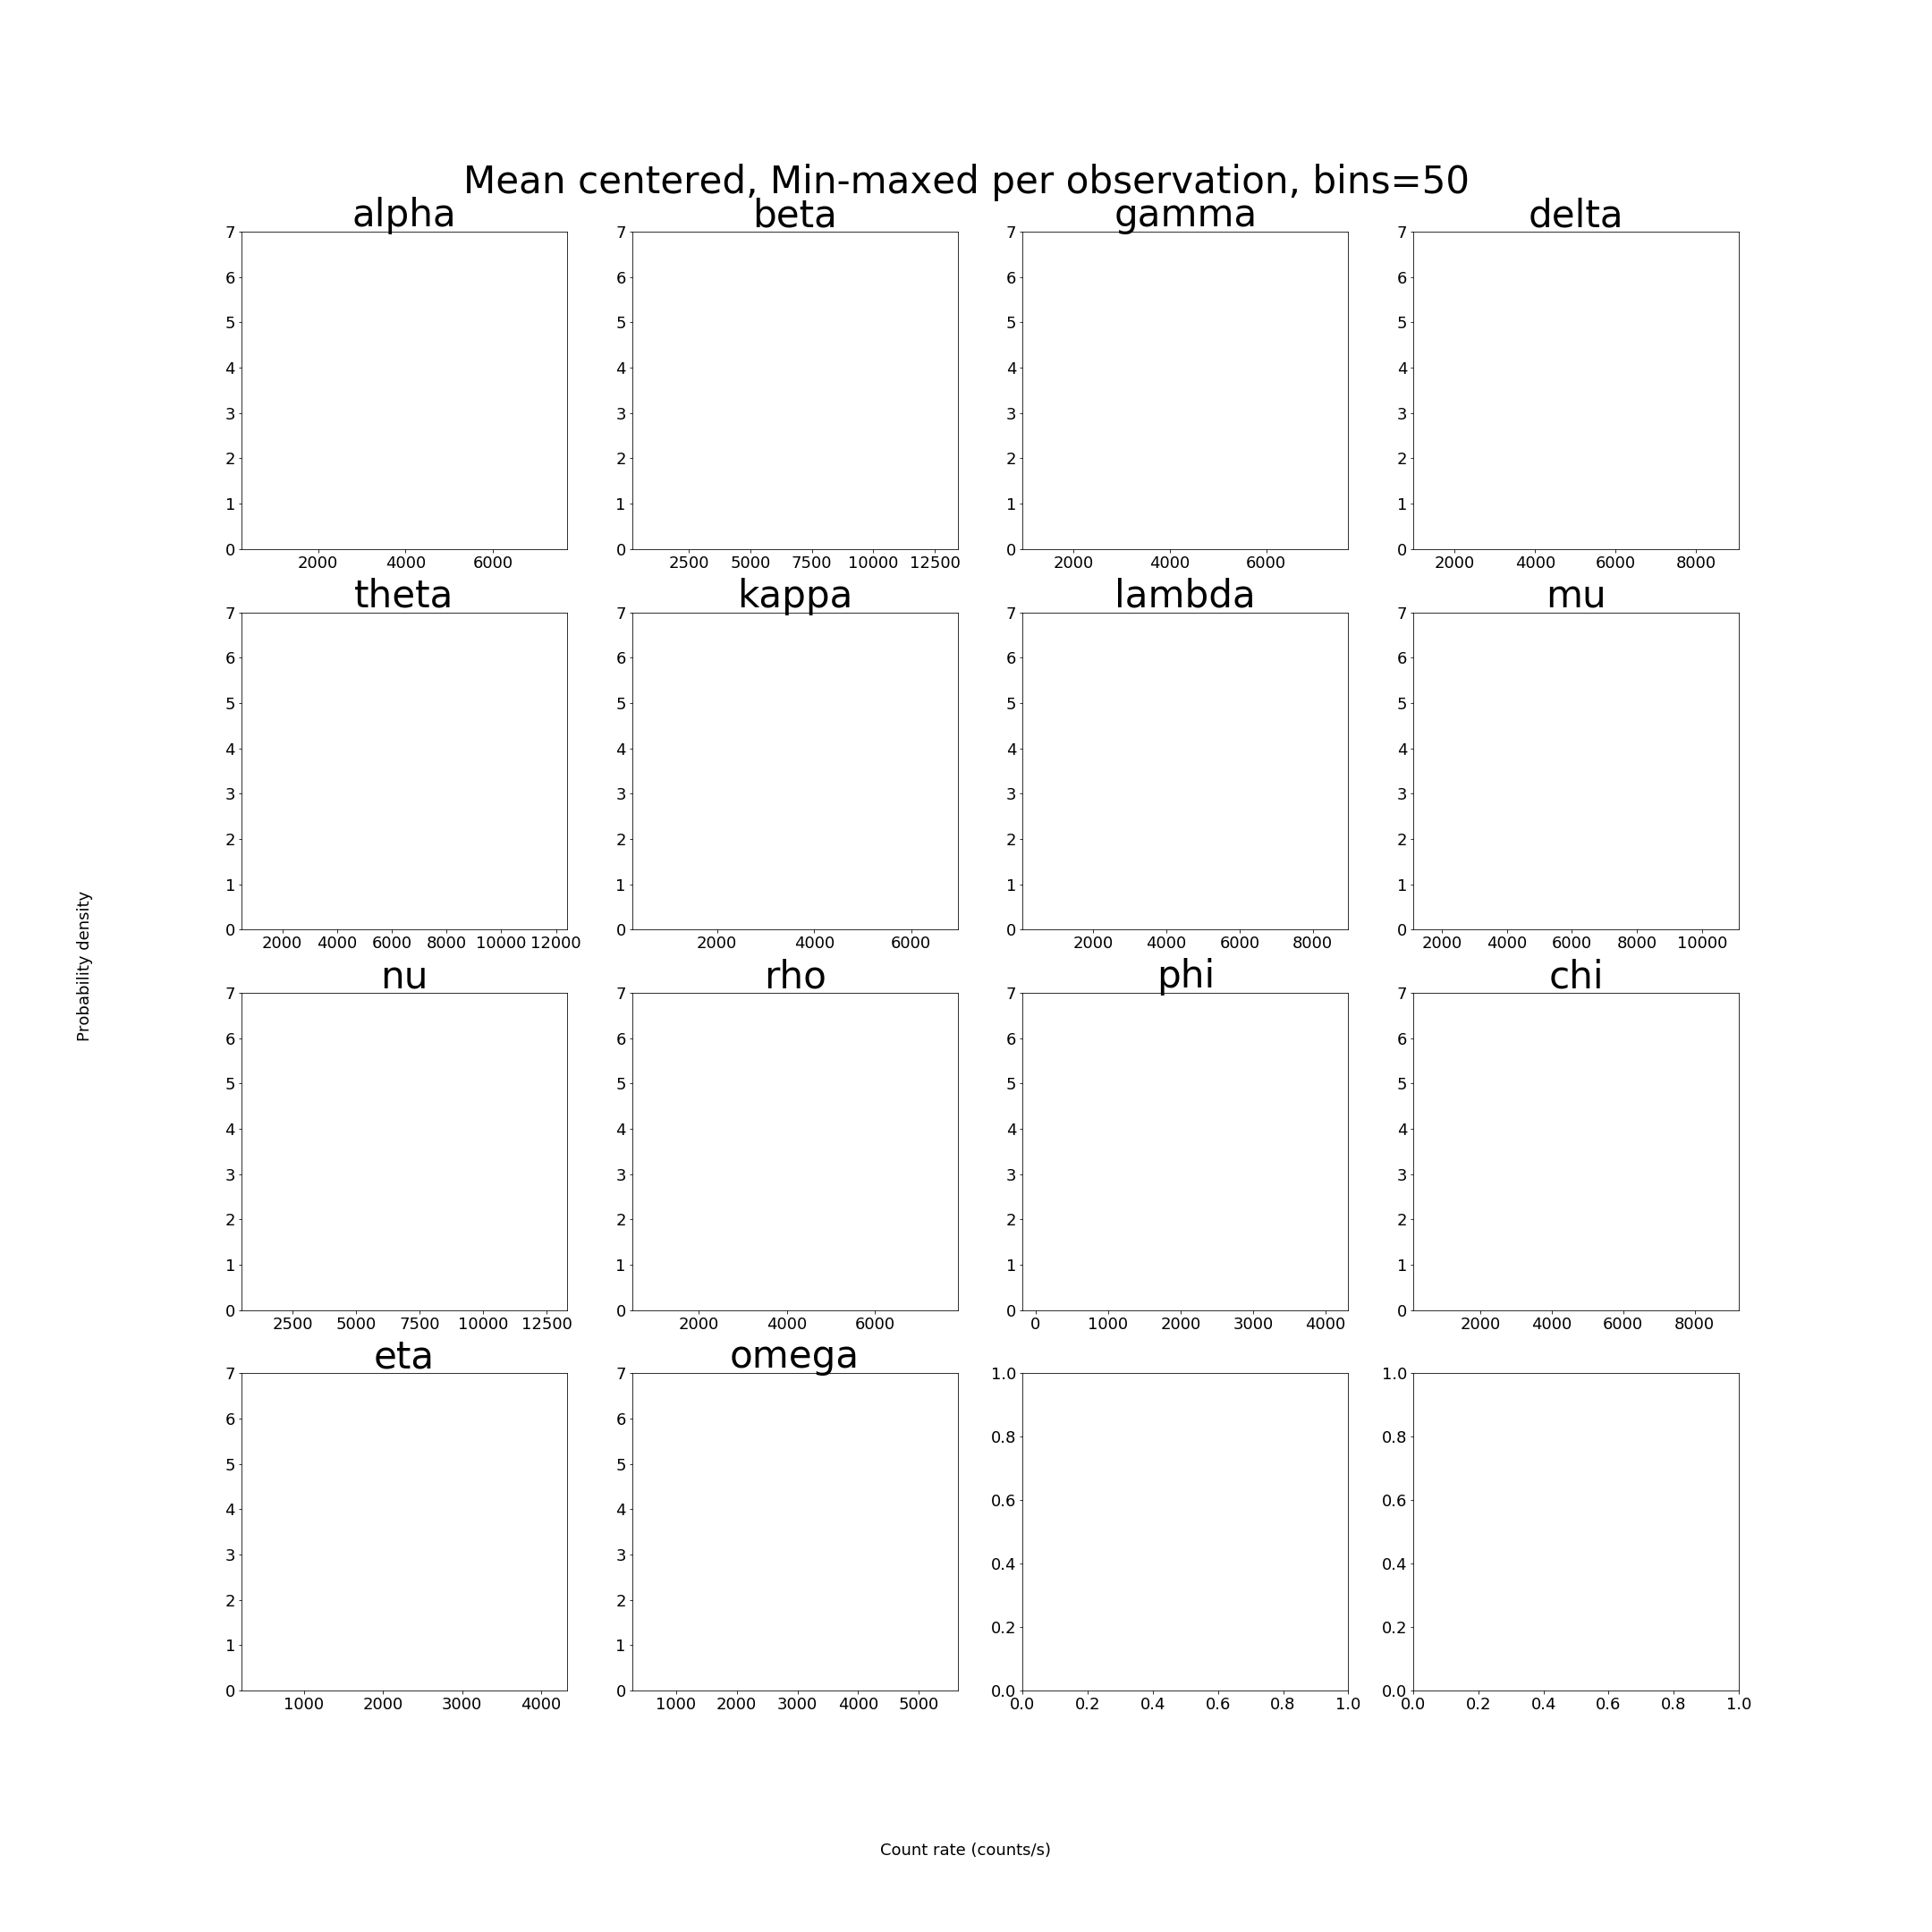 Mean centered, Min-maxed per observation, bins=50
alpha beta gamma delta
7 7 7 7
6 6 6 6
5 5 5 5
4 4 4 4
3 3 3 3
2 2 2 2
1 1 1 1
0 0 0 0
2000 4000 6000 2500 5000 7500 10000 12500 2000 4000 6000 2000 4000 6000 8000
theta kappa lambda mu
7 7 7 7
6 6 6 6
5 5 5 5
4 4 4 4
3 3 3 3
2 2 2 2
1 1 1 1
0 0 0 0
2000 4000 6000 8000 10000 12000 2000 4000 6000 2000 4000 6000 8000 2000 4000 6000 8000 10000
Probability density
nu rho phi chi
7 7 7 7
6 6 6 6
5 5 5 5
4 4 4 4
3 3 3 3
2 2 2 2
1 1 1 1
0 0 0 0
2500 5000 7500 10000 12500 2000 4000 6000 0 1000 2000 3000 4000 2000 4000 6000 8000
eta omega
7 7 1.0 1.0
6 6 0.8 0.8
5 5 0.6 0.6
4 4 0.4 0.4
3 3 0.2 0.2
2 2 0.0 0.0
1 1
0 0
1000 2000 3000 4000 1000 2000 3000 4000 5000 0.0 0.2 0.4 0.6 0.8 1.0 0.0 0.2 0.4 0.6 0.8 1.0
Count rate (counts/s)